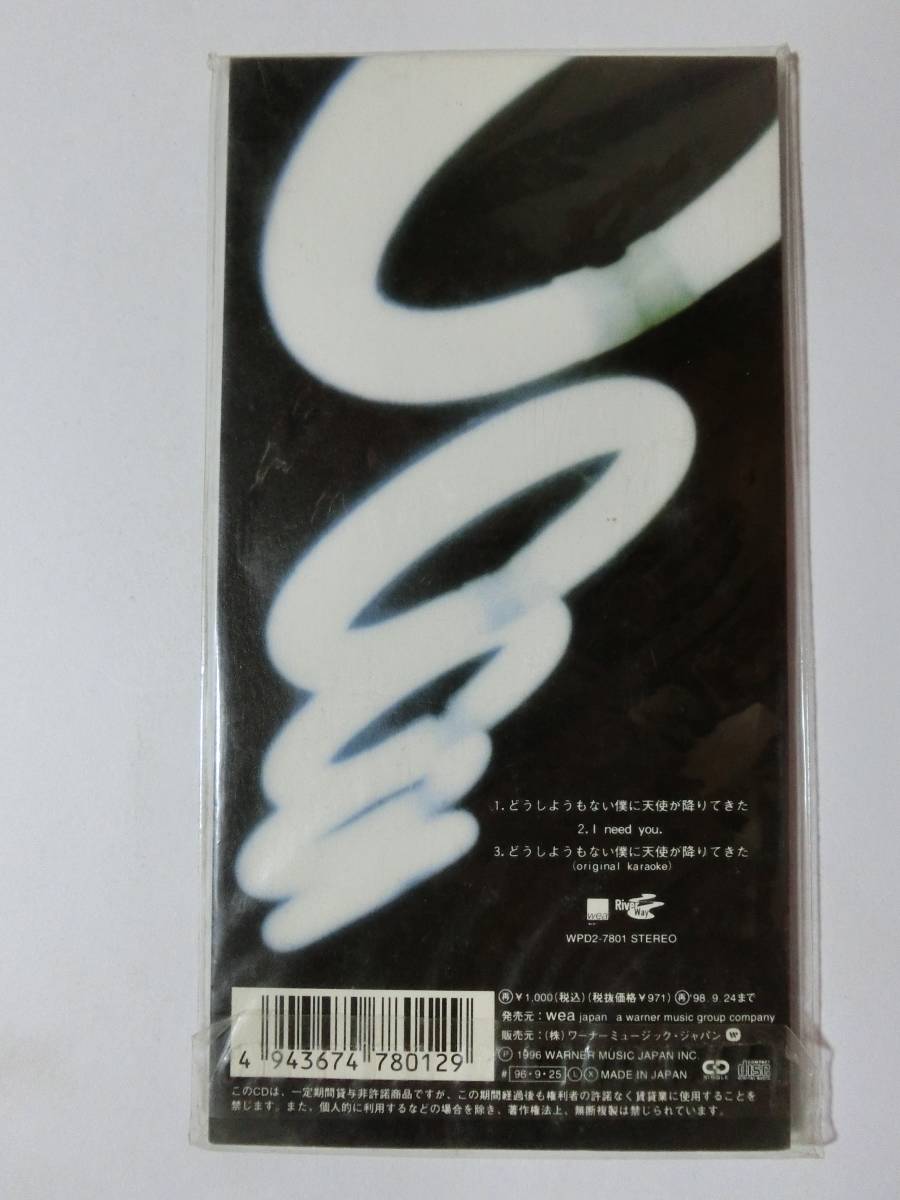 1.どうしようもない僕に天使が降りてきた
2.I need you.
3.どうしようもない僕に天使が降りてきた
(original karaoke)
wea River Way
WPD2-7801 STEREO
再¥1,000(税込)(税抜価格¥971)再'98.9.24まで
発売元:wea japan a warner music group company
販売元:(株)ワーナーミュージック・ジャパン
Ⓟ1996 WARNER MUSIC JAPAN INC.
# 96・9・25 Ⓛ Ⓧ MADE IN JAPAN
CD SINGLE COMPACT disc DIGITAL AUDIO
4 943674 780129
このCDは、一定期間貸与非許諾商品ですが、この期間経過後も権利者の許諾なく賃貸業に使用することを
禁じます。また、個人的に利用するなどの場合を除き、著作権法上、無断複製は禁じられています。